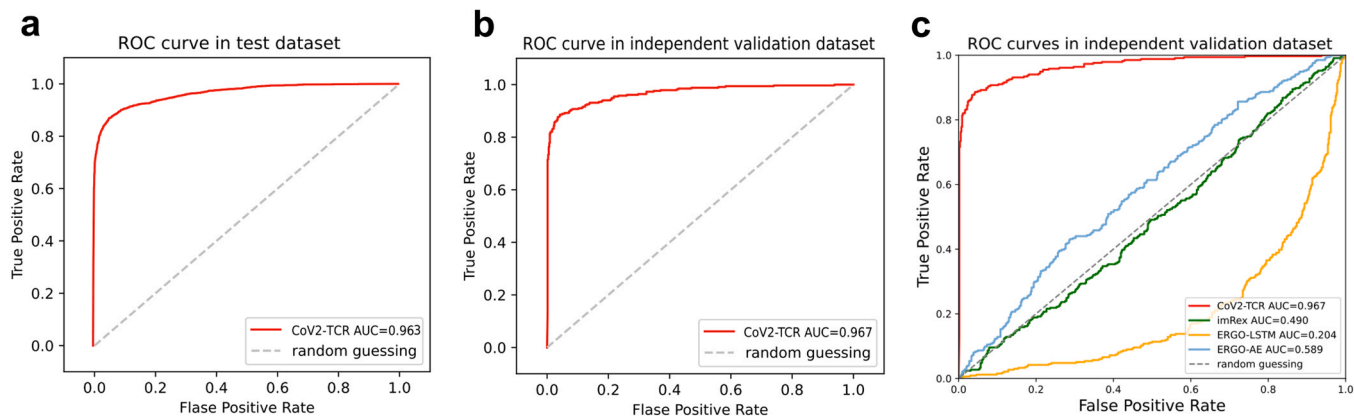 a
ROC curve in test dataset
True Positive Rate
1.0
0.8
0.6
0.4
0.2
0.0
CoV2-TCR AUC=0.963
random guessing
0.0 0.2 0.4 0.6 0.8 1.0
Flase Positive Rate
b
ROC curve in independent validation dataset
True Positive Rate
1.0
0.8
0.6
0.4
0.2
0.0
CoV2-TCR AUC=0.967
random guessing
0.0 0.2 0.4 0.6 0.8 1.0
Flase Positive Rate
c
ROC curves in independent validation dataset
True Positive Rate
1.0
0.8
0.6
0.4
0.2
0.0
CoV2-TCR AUC=0.967
imRex AUC=0.490
ERGO-LSTM AUC=0.204
ERGO-AE AUC=0.589
random guessing
0.0 0.2 0.4 0.6 0.8 1.0
False Positive Rate